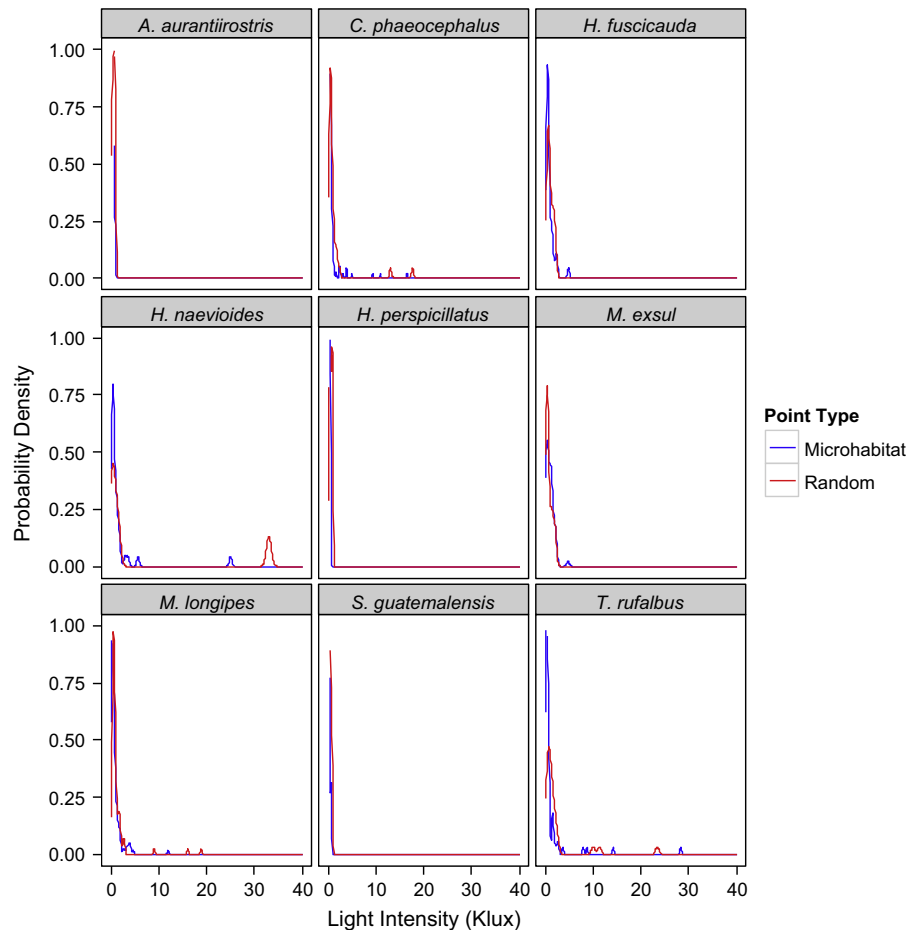 A. aurantiirostris
C. phaeocephalus
H. fuscicauda
1.00
0.75
0.50
0.25
0.00
H. naevioides
H. perspicillatus
M. exsul
1.00
0.75
0.50
0.25
0.00
M. longipes
S. guatemalensis
T. rufalbus
1.00
0.75
0.50
0.25
0.00
0 10 20 30 40
0 10 20 30 40
0 10 20 30 40
Light Intensity (Klux)
Probability Density
Point Type
Microhabitat
Random